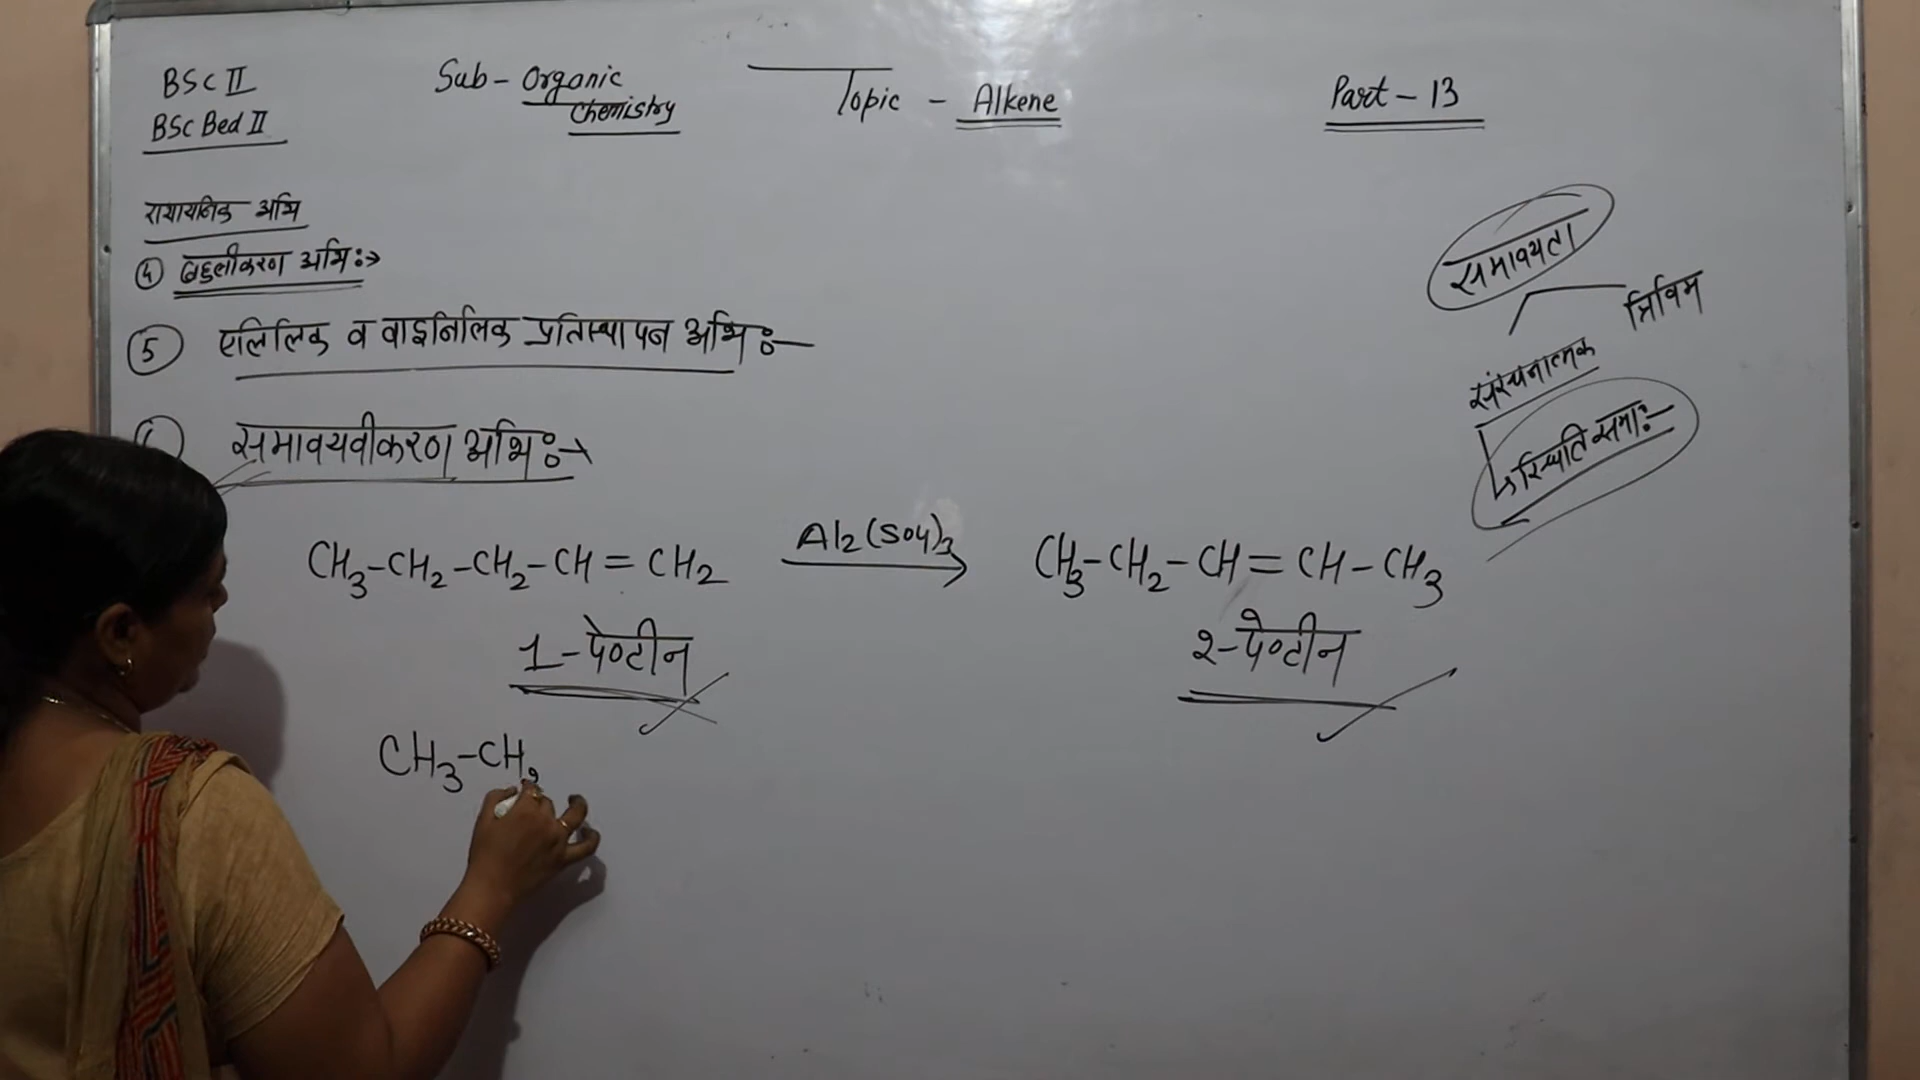 BSc II
BSc Bed II
Sub - Organic
Chemistry
Topic - Alkene
Part - 13
रासायनिक अभि
④ बहुलीकरण अभि:→
⑤ एलिलिक व वाइनिलिक प्रतिस्थापन अभि :—
समावयवीकरण अभि :→
समावयता
संरचनात्मक
त्रिविम
स्थिति समा:—
CH3-CH2-CH2-CH=CH2
Al2(SO4)3
CH3-CH2-CH=CH-CH3
1-पेण्टीन
२-पेण्टीन
CH3-CH2